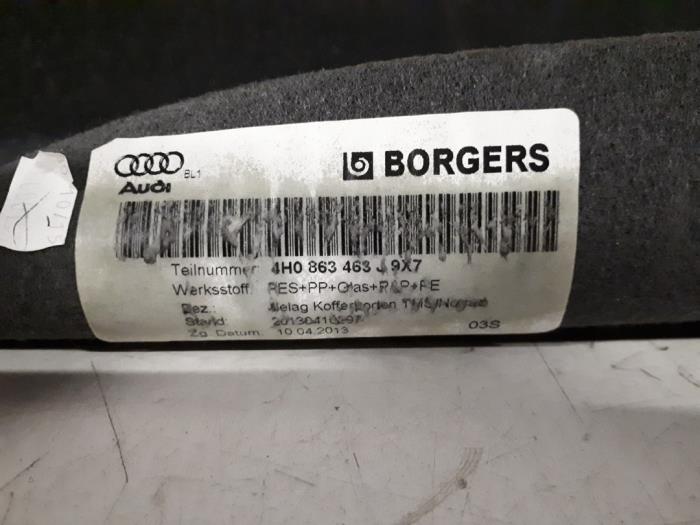 Audi
BL1
BORGERS
Teilnummer: 4H0 863 463 J 9X7
Werksstoff: PES+PP+Glas+PAP+PE
Bez.: Belag Kofferboden
Stand:
Zg. Datum: 10.04.2013
03S